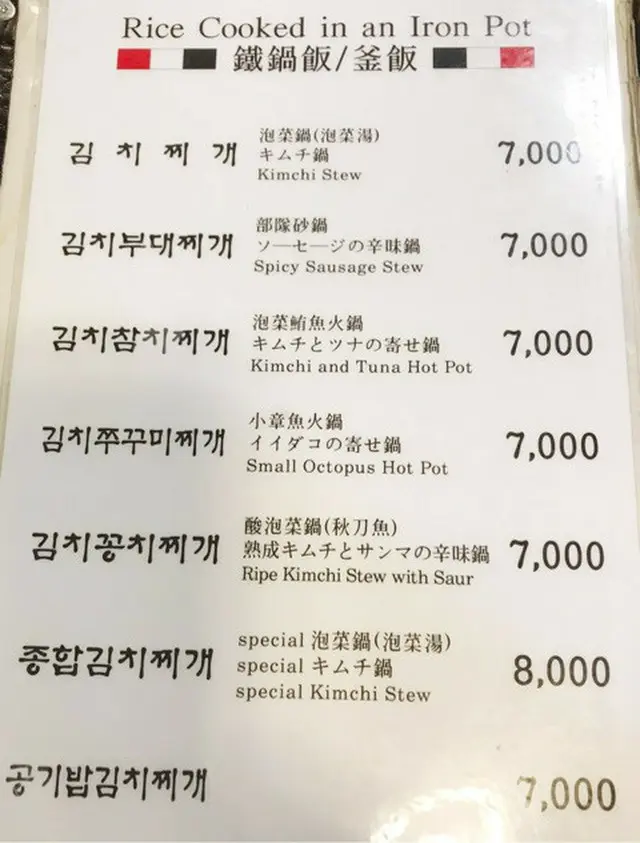 Rice Cooked in an Iron Pot
鐵鍋飯/釜飯
김 치 찌 개
泡菜鍋(泡菜湯)
キムチ鍋
Kimchi Stew
7,000
김치부대찌개
部隊砂鍋
ソーセージの辛味鍋
Spicy Sausage Stew
7,000
김치참치찌개
泡菜鮪魚火鍋
キムチとツナの寄せ鍋
Kimchi and Tuna Hot Pot
7,000
김치쭈꾸미찌개
小章魚火鍋
イイダコの寄せ鍋
Small Octopus Hot Pot
7,000
김치꽁치찌개
酸泡菜鍋(秋刀魚)
熟成キムチとサンマの辛味鍋
Ripe Kimchi Stew with Saur
7,000
종합김치찌개
special 泡菜鍋(泡菜湯)
special キムチ鍋
special Kimchi Stew
8,000
공기밥김치찌개
7,000